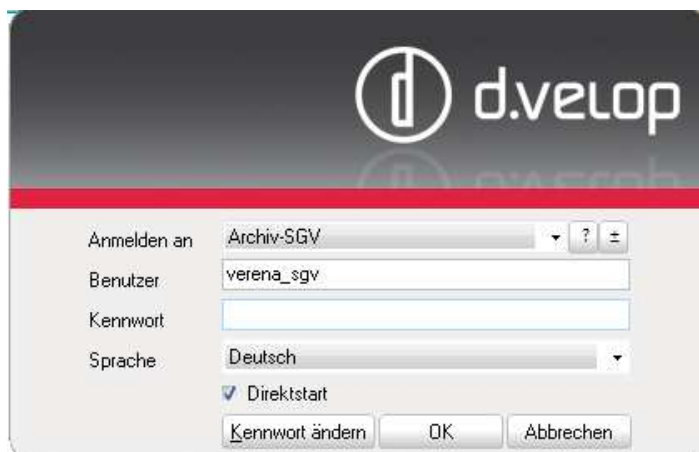 d.velop
Anmelden an Archiv-SGV ? ±
Benutzer verena_sgv
Kennwort
Sprache Deutsch
Direktstart
Kennwort ändern OK Abbrechen